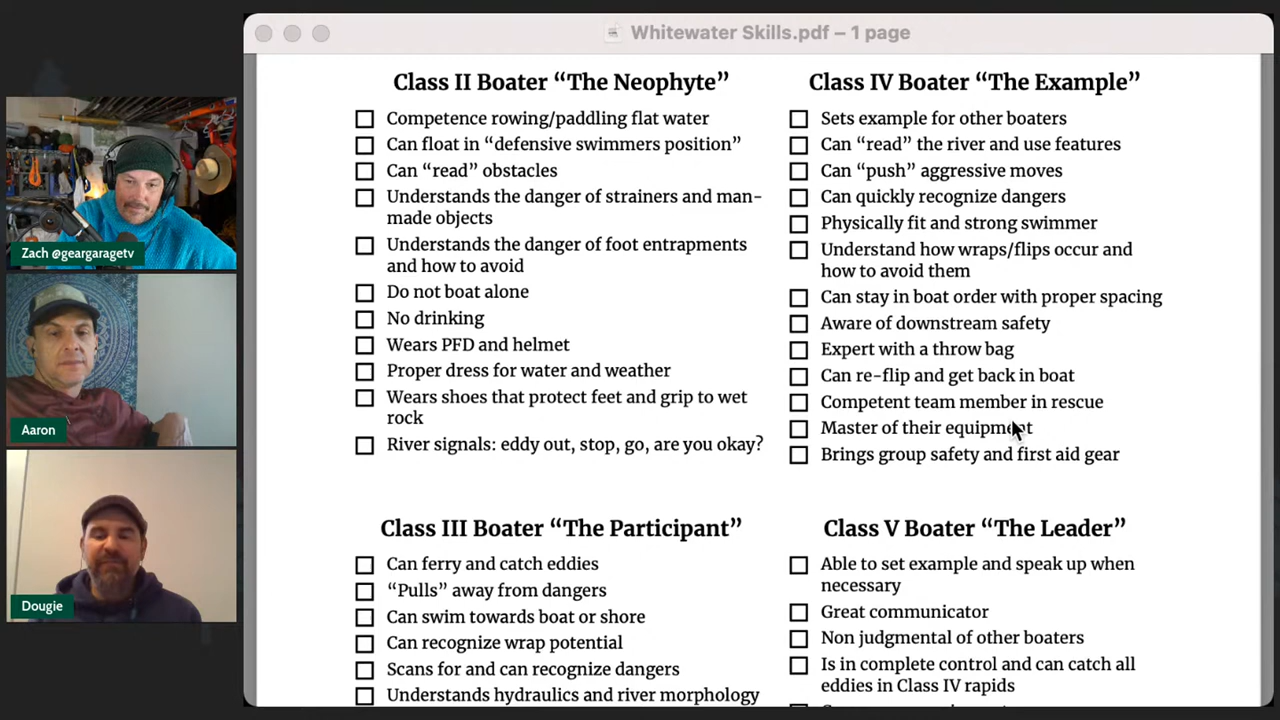 Whitewater Skills.pdf – 1 page
Class II Boater “The Neophyte”
Competence rowing/paddling flat water
Can float in “defensive swimmers position”
Can “read” obstacles
Understands the danger of strainers and man-
made objects
Understands the danger of foot entrapments
and how to avoid
Do not boat alone
No drinking
Wears PFD and helmet
Proper dress for water and weather
Wears shoes that protect feet and grip to wet
rock
River signals: eddy out, stop, go, are you okay?
Class III Boater “The Participant”
Can ferry and catch eddies
“Pulls” away from dangers
Can swim towards boat or shore
Can recognize wrap potential
Scans for and can recognize dangers
Understands hydraulics and river morphology
Class IV Boater “The Example”
Sets example for other boaters
Can “read” the river and use features
Can “push” aggressive moves
Can quickly recognize dangers
Physically fit and strong swimmer
Understand how wraps/flips occur and
how to avoid them
Can stay in boat order with proper spacing
Aware of downstream safety
Expert with a throw bag
Can re-flip and get back in boat
Competent team member in rescue
Master of their equipment
Brings group safety and first aid gear
Class V Boater “The Leader”
Able to set example and speak up when
necessary
Great communicator
Non judgmental of other boaters
Is in complete control and can catch all
eddies in Class IV rapids
Zach @geargaragetv
Aaron
Dougie